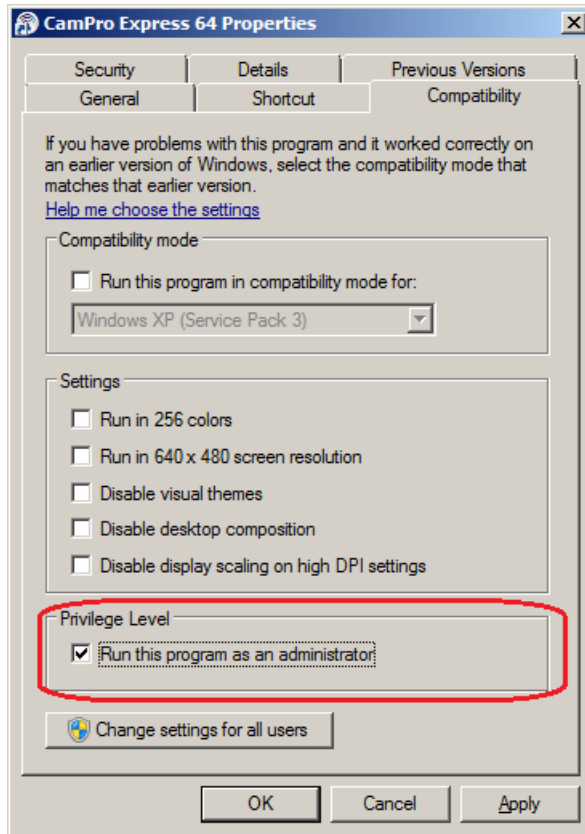 CamPro Express 64 Properties
Security Details Previous Versions
General Shortcut Compatibility
If you have problems with this program and it worked correctly on
an earlier version of Windows, select the compatibility mode that
matches that earlier version.
Help me choose the settings
Compatibility mode
Run this program in compatibility mode for:
Windows XP (Service Pack 3)
Settings
Run in 256 colors
Run in 640 x 480 screen resolution
Disable visual themes
Disable desktop composition
Disable display scaling on high DPI settings
Privilege Level
Run this program as an administrator
Change settings for all users
OK Cancel Apply